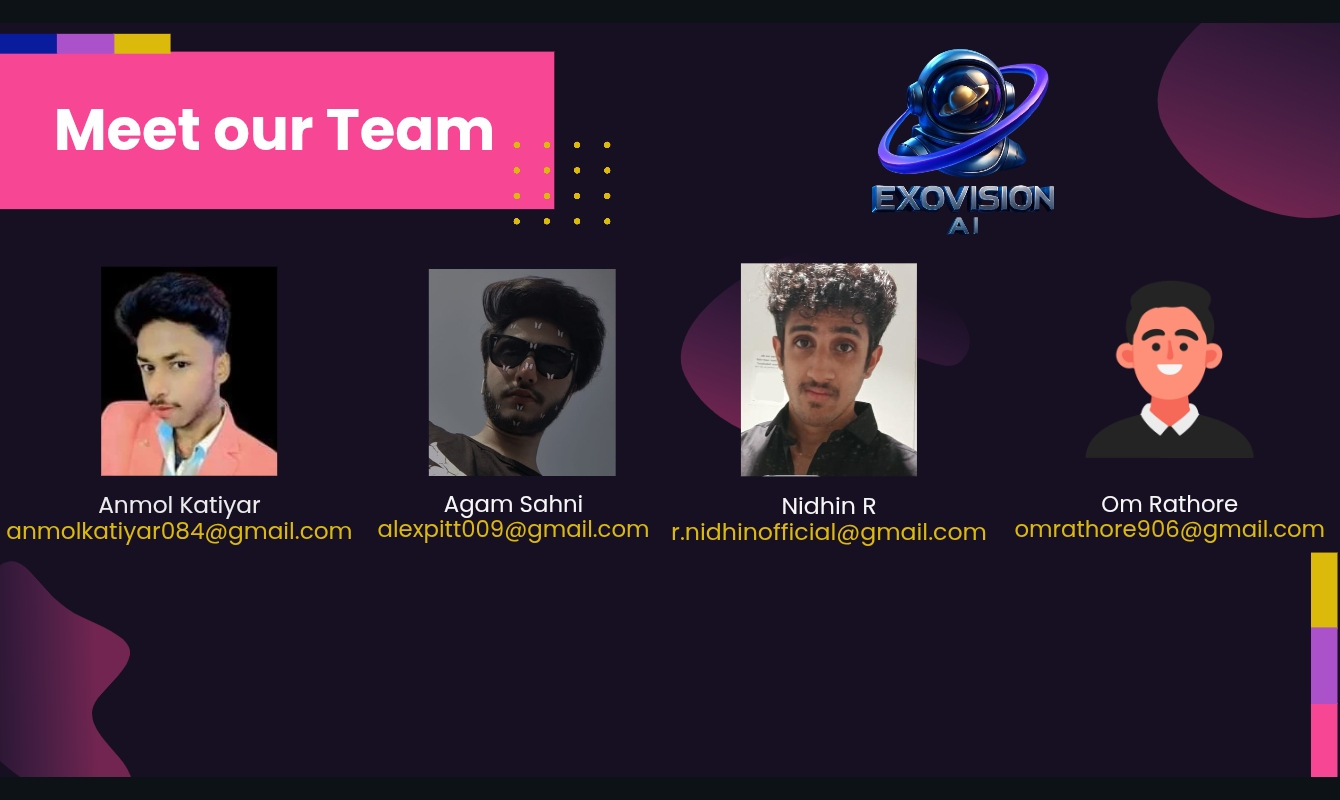 Meet our Team
EXOVISION
AI
Anmol Katiyar
anmolkatiyar084@gmail.com
Agam Sahni
alexpitt009@gmail.com
Nidhin R
r.nidhinofficial@gmail.com
Om Rathore
omrathore906@gmail.com